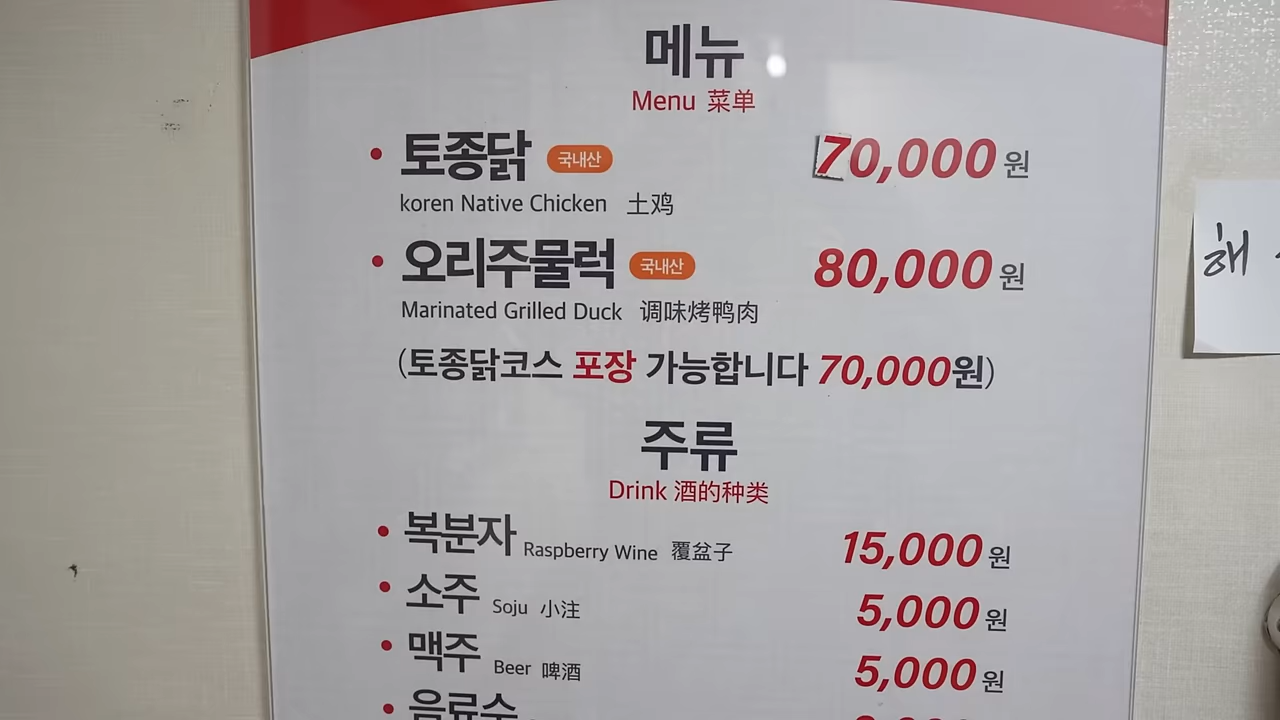 메뉴
Menu 菜单
토종닭 국내산 70,000원
koren Native Chicken 土鸡
오리주물럭 국내산 80,000원
Marinated Grilled Duck 调味烤鸭肉
(토종닭코스 포장 가능합니다 70,000원)
해
주류
Drink 酒的种类
복분자 Raspberry Wine 覆盆子 15,000원
소주 Soju 小注 5,000원
맥주 Beer 啤酒 5,000원
음료수